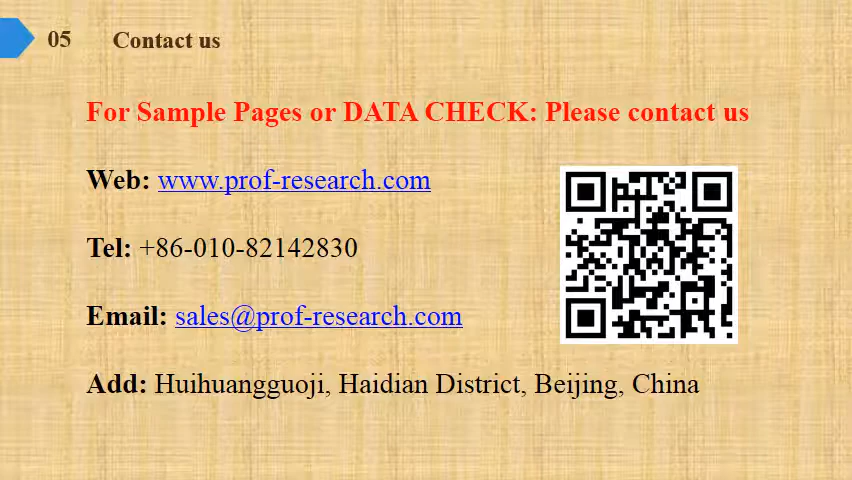 05 Contact us
For Sample Pages or DATA CHECK: Please contact us
Web: www.prof-research.com
Tel: +86-010-82142830
Email: sales@prof-research.com
Add: Huihuangguoji, Haidian District, Beijing, China